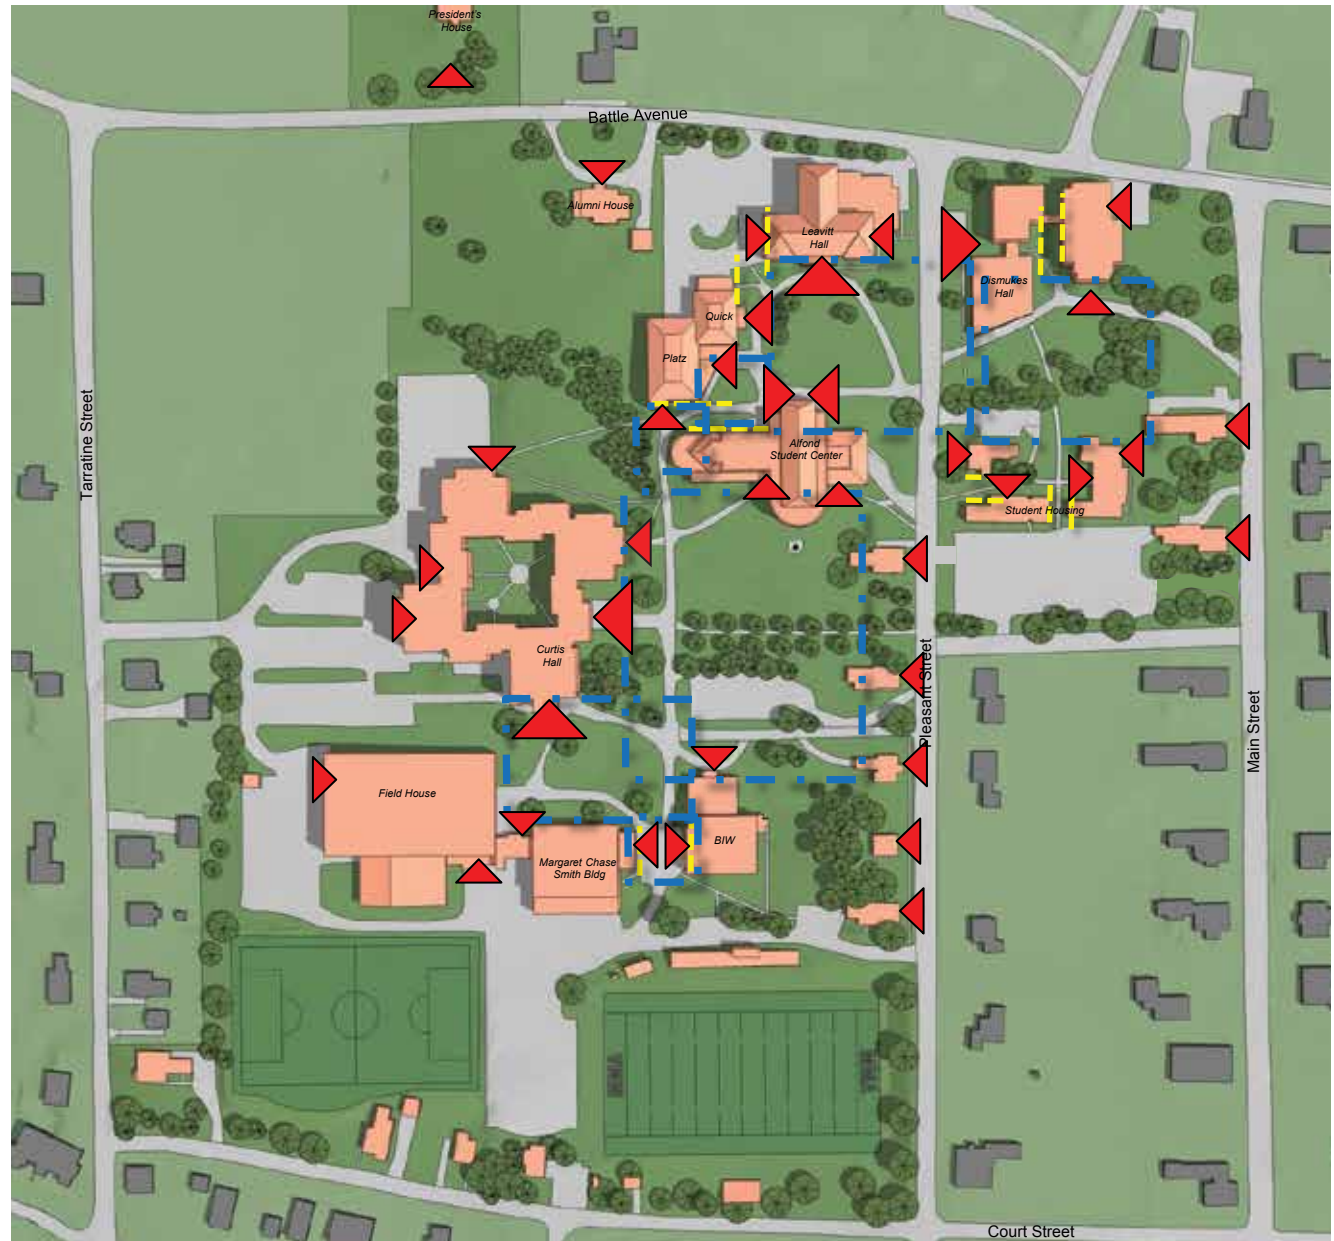 President's
House
Battle Avenue
Alumni House
Leavitt
Hall
Dismukes
Hall
Quick
Platz
Tarratine Street
Alfond
Student Center
Student Housing
Curtis
Hall
Pleasant Street
Main Street
Field House
BIW
Margaret Chase
Smith Bldg
Court Street